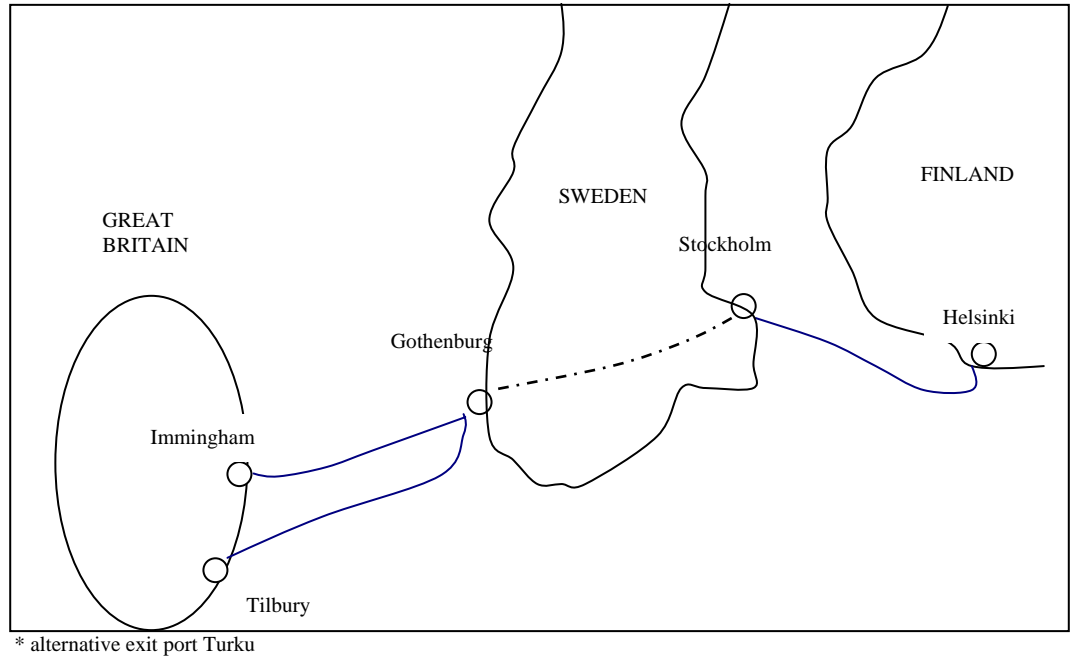 FINLAND
SWEDEN
GREAT
BRITAIN
Stockholm
Helsinki
Gothenburg
Immingham
Tilbury
* alternative exit port Turku